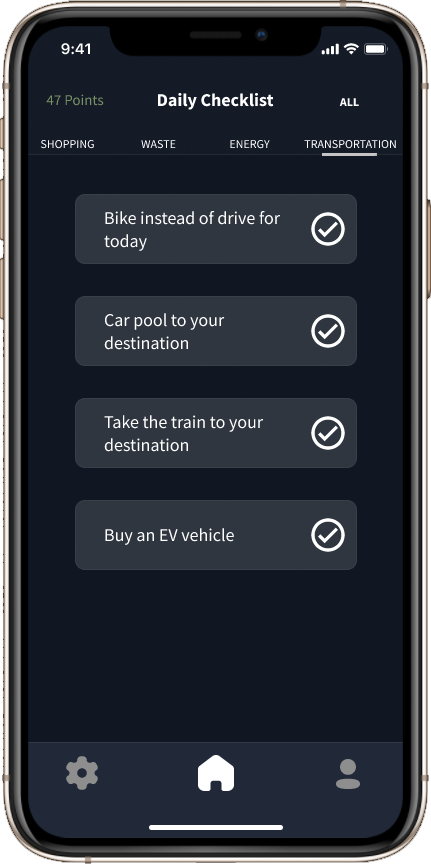 9:41
47 Points
Daily Checklist
ALL
SHOPPING
WASTE
ENERGY
TRANSPORTATION
Bike instead of drive for
today
Car pool to your
destination
Take the train to your
destination
Buy an EV vehicle